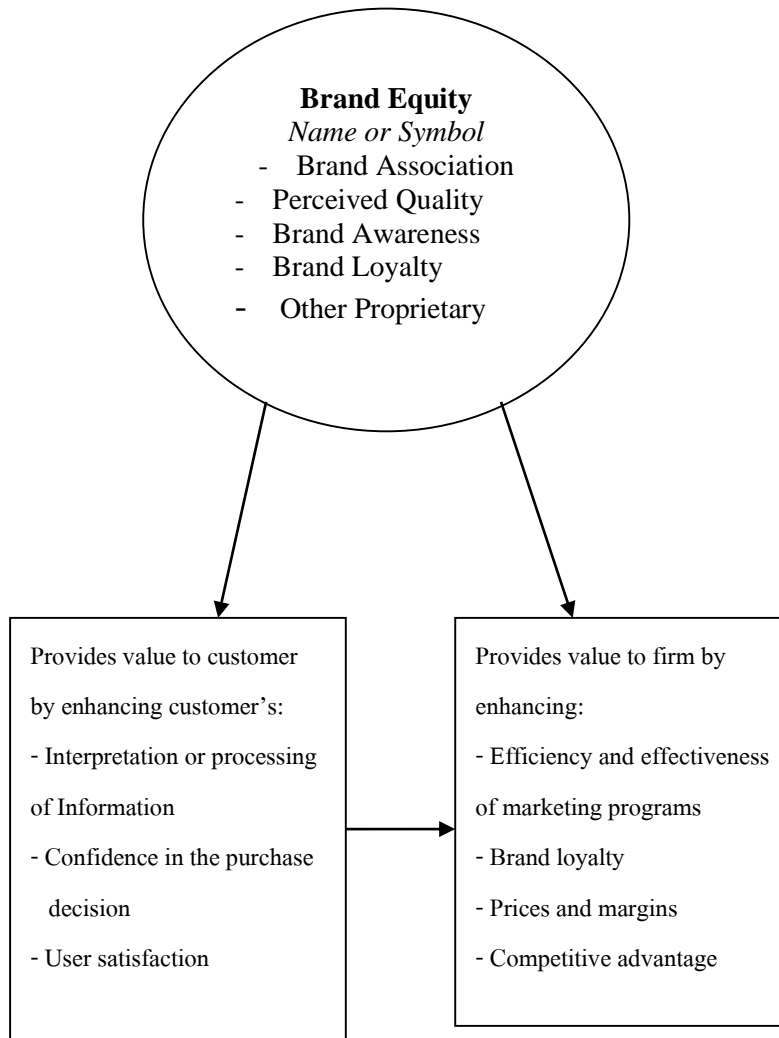 Brand Equity
Name or Symbol
- Brand Association
- Perceived Quality
- Brand Awareness
- Brand Loyalty
- Other Proprietary
Provides value to customer
by enhancing customer’s:
- Interpretation or processing
of Information
- Confidence in the purchase
decision
- User satisfaction
Provides value to firm by
enhancing:
- Efficiency and effectiveness
of marketing programs
- Brand loyalty
- Prices and margins
- Competitive advantage